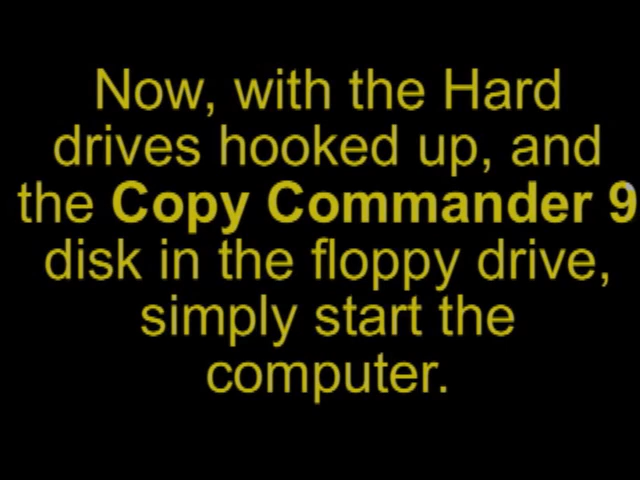 Now, with the Hard
drives hooked up, and
the Copy Commander 9
disk in the floppy drive,
simply start the
computer.